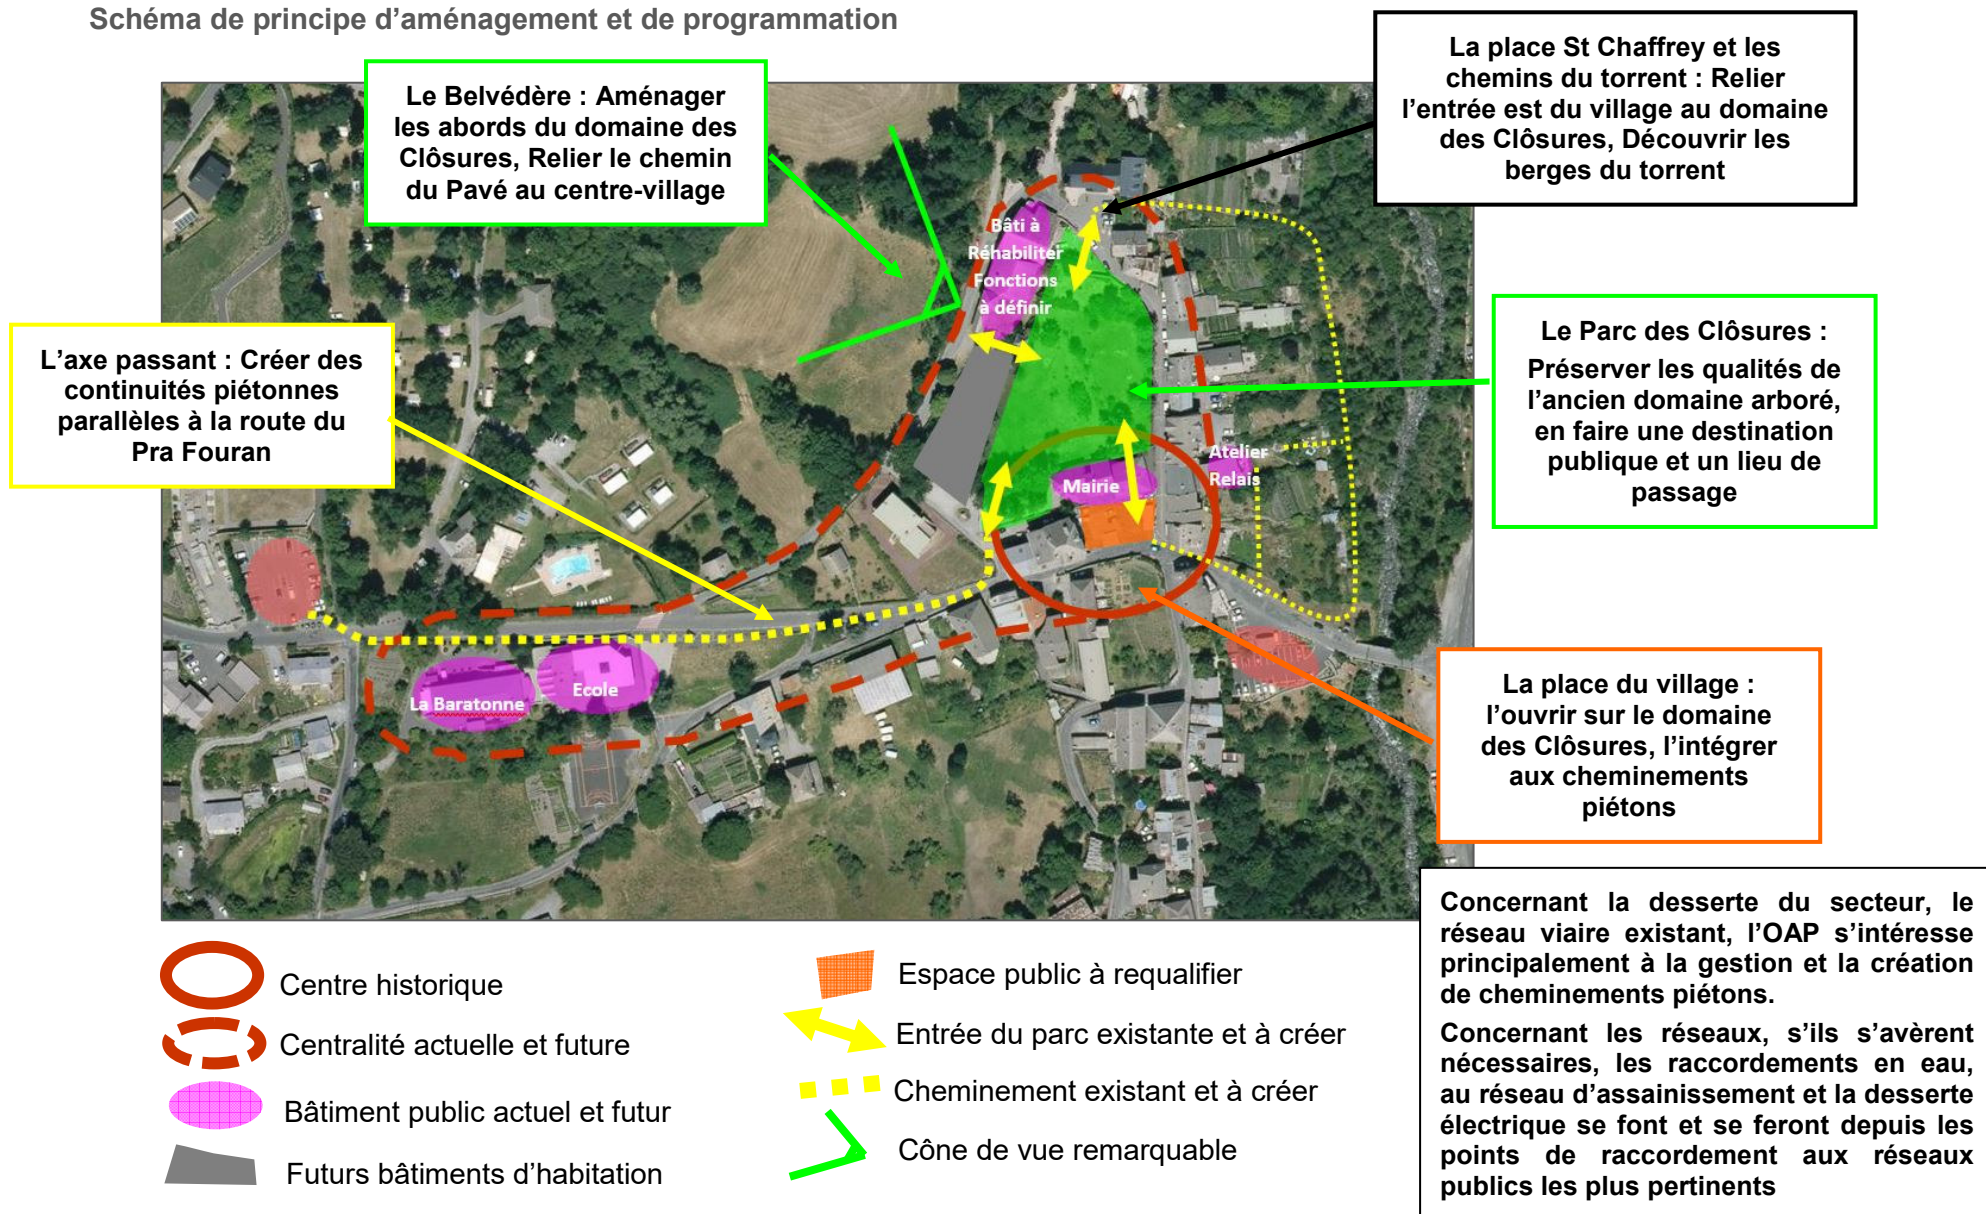 Schéma de principe d’aménagement et de programmation
Le Belvédère : Aménager
les abords du domaine des
Clôsures, Relier le chemin
du Pavé au centre-village
La place St Chaffrey et les
chemins du torrent : Relier
l’entrée est du village au domaine
des Clôsures, Découvrir les
berges du torrent
L’axe passant : Créer des
continuités piétonnes
parallèles à la route du
Pra Fouran
Le Parc des Clôsures :
Préserver les qualités de
l’ancien domaine arboré,
en faire une destination
publique et un lieu de
passage
Bâti à
Réhabiliter
Fonctions
à définir
Atelier
Relais
Mairie
Ecole
La Baratonne
La place du village :
l’ouvrir sur le domaine
des Clôsures, l’intégrer
aux cheminements
piétons
Centre historique
Centralité actuelle et future
Bâtiment public actuel et futur
Futurs bâtiments d’habitation
Espace public à requalifier
Entrée du parc existante et à créer
Cheminement existant et à créer
Cône de vue remarquable
Concernant la desserte du secteur, le
réseau viaire existant, l’OAP s’intéresse
principalement à la gestion et la création
de cheminements piétons.
Concernant les réseaux, s’ils s’avèrent
nécessaires, les raccordements en eau,
au réseau d’assainissement et la desserte
électrique se font et se feront depuis les
points de raccordement aux réseaux
publics les plus pertinents